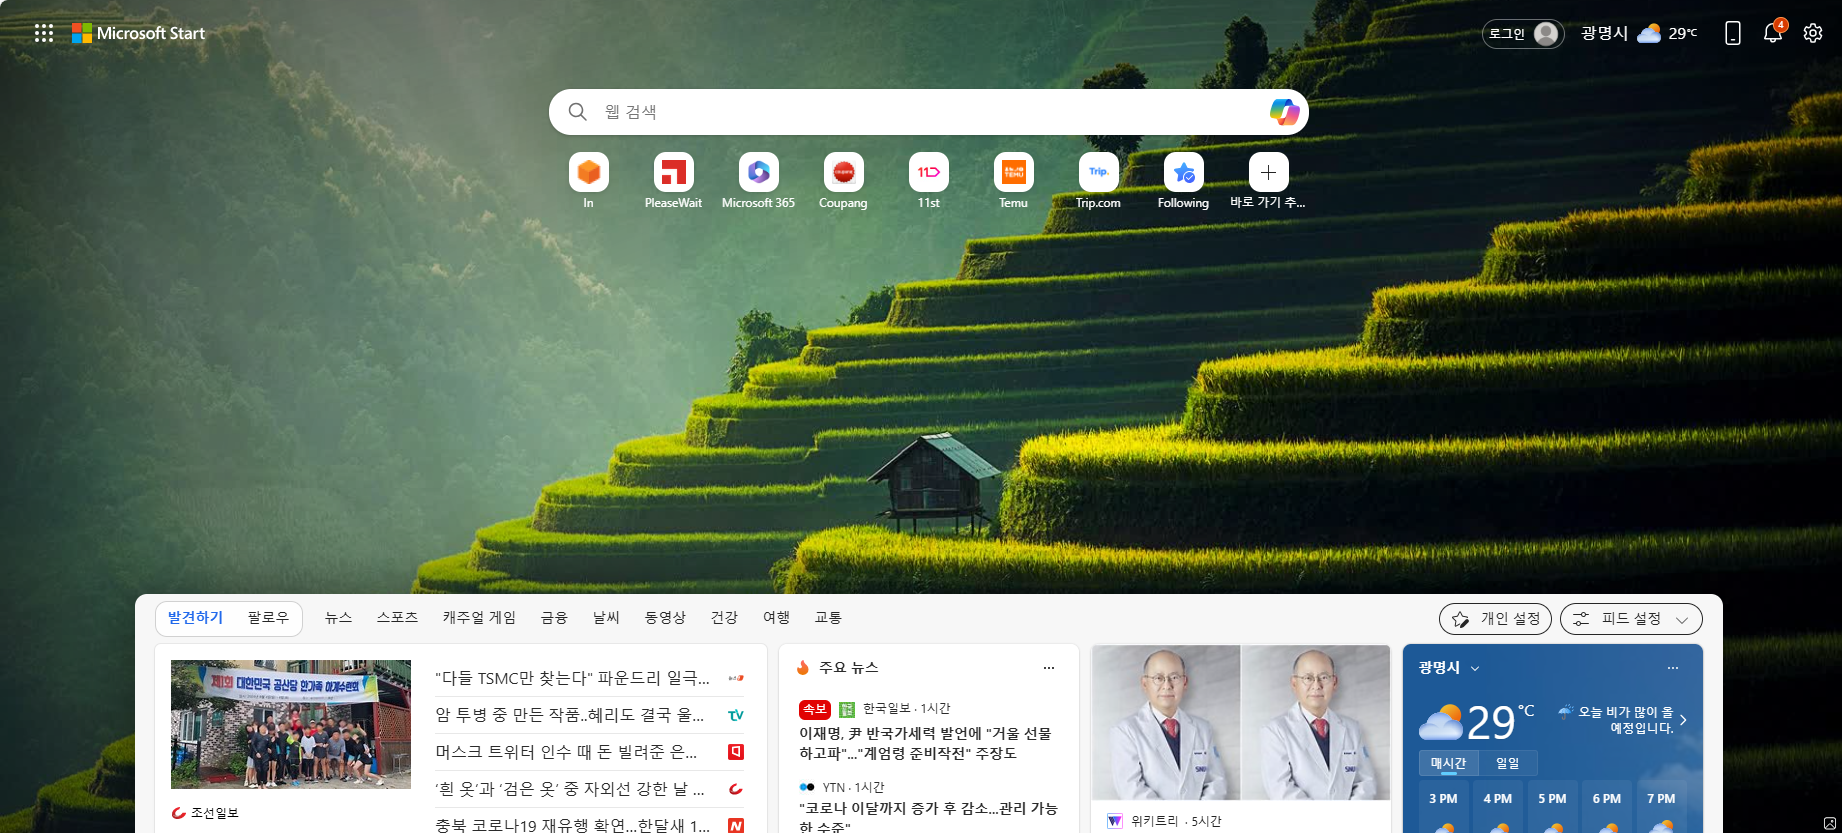 Microsoft Start
로그인
광명시
29°C
4
웹 검색
In
PleaseWait
Microsoft 365
Coupang
11st
Temu
Trip.com
Following
바로 가기 추...
발견하기
팔로우
뉴스
스포츠
캐주얼 게임
금융
날씨
동영상
건강
여행
교통
개인 설정
피드 설정
제1회 대한민국 공산당 한가족 하계수련회
조선일보
"다들 TSMC만 찾는다" 파운드리 일극...
암 투병 중 만든 작품..혜리도 결국 울...
머스크 트위터 인수 때 돈 빌려준 은...
‘흰 옷’과 ‘검은 옷’ 중 자외선 강한 날 ...
충북 코로나19 재유행 확연...한달새 1...
주요 뉴스
속보
한국일보 · 1시간
이재명, 尹 반국가세력 발언에 "거울 선물
하고파"..."계엄령 준비작전" 주장도
YTN · 1시간
"코로나 이달까지 증가 후 감소...관리 가능
한 수준"
위키트리 · 5시간
광명시
29°C
오늘 비가 많이 올
예정입니다.
매시간
일일
3 PM
4 PM
5 PM
6 PM
7 PM